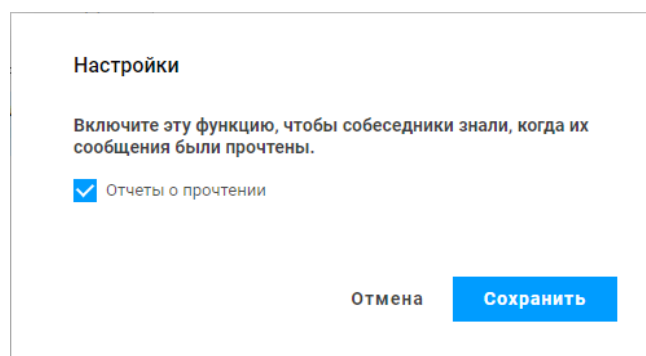 Настройки
Включите эту функцию, чтобы собеседники знали, когда их
сообщения были прочтены.
Отчеты о прочтении
Отмена
Сохранить